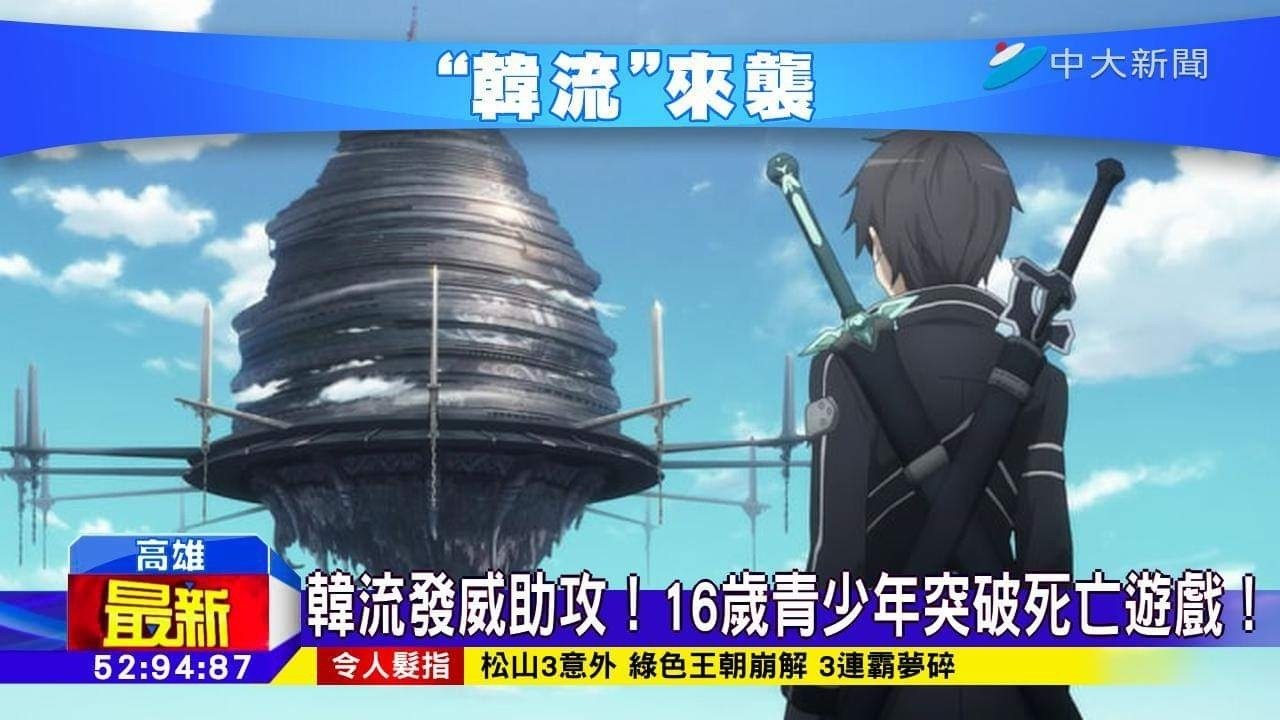 “韓流”來襲
中大新聞
高雄
最新
韓流發威助攻！16歲青少年突破死亡遊戲！
52:94:87
令人髮指
松山3意外 綠色王朝崩解 3連霸夢碎